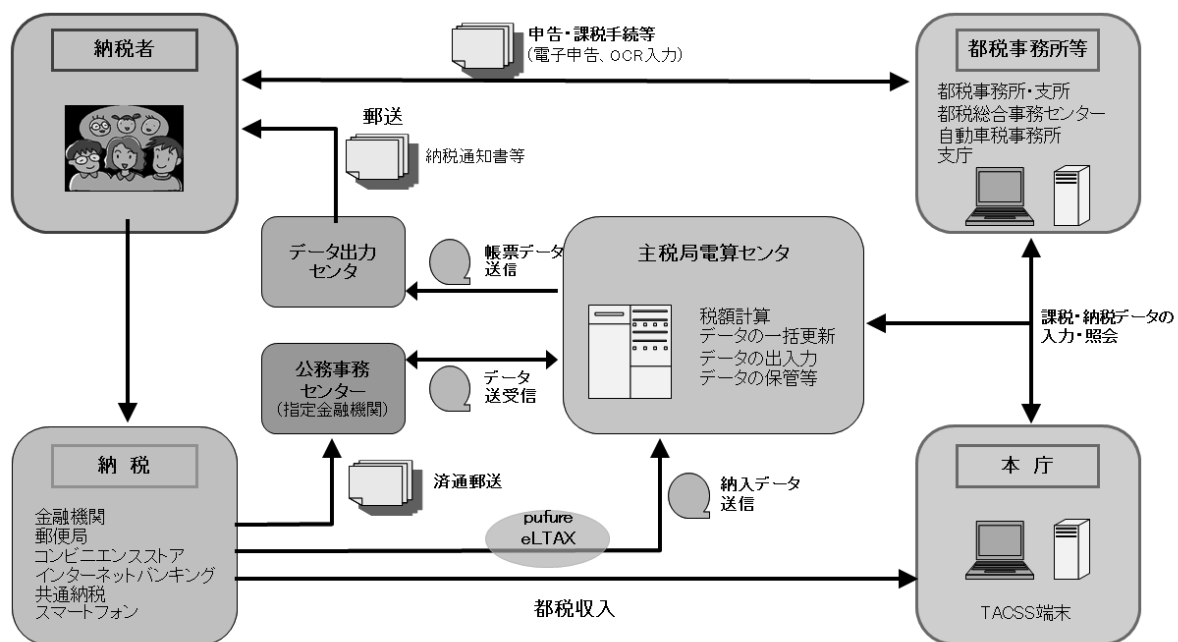 納税者
申告・課税手続等
(電子申告、OCR入力)
都税事務所等
都税事務所・支所
都税総合事務センター
自動車税事務所
支庁
郵送
納税通知書等
データ出力
センタ
帳票データ
送信
主税局電算センタ
税額計算
データの一括更新
データの出入力
データの保管等
課税・納税データの
入力・照会
公務事務
センター
(指定金融機関)
データ
送受信
納 税
金融機関
郵便局
コンビニエンスストア
インターネットバンキング
共通納税
スマートフォン
済通郵送
pufure
eLTAX
納入データ
送信
都税収入
本 庁
TACSS端末